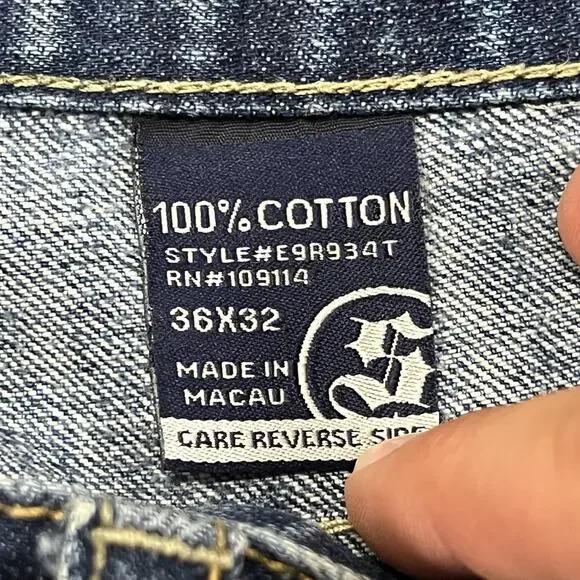 100% COTTON
STYLE#E9R934T
RN#109114
36X32
MADE IN
MACAU
CARE REVERSE SIDE